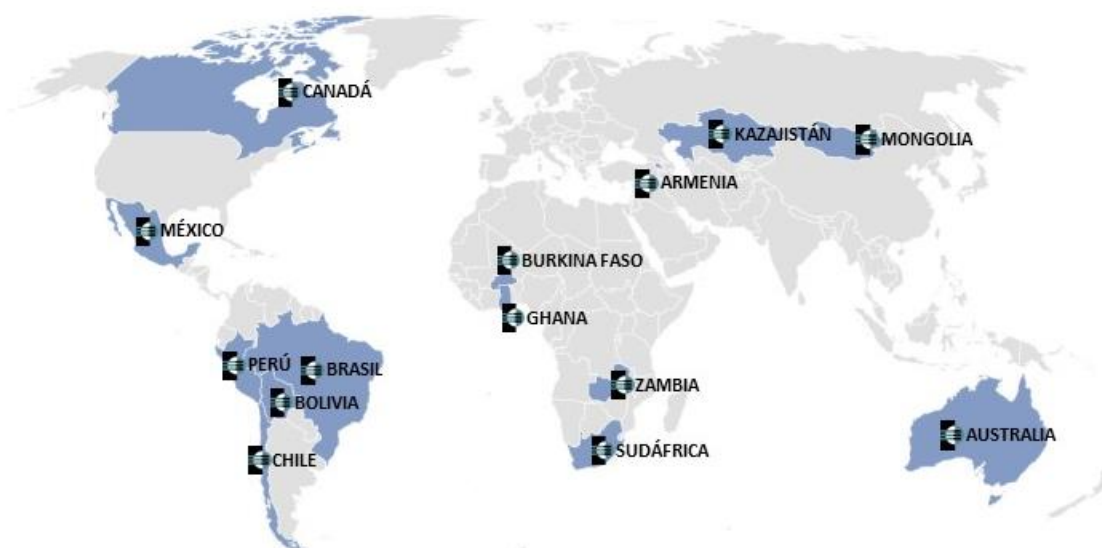 CANADÁ
KAZAJISTÁN
MONGOLIA
ARMENIA
MÉXICO
BURKINA FASO
GHANA
PERÚ
BRASIL
ZAMBIA
BOLIVIA
AUSTRALIA
SUDÁFRICA
CHILE